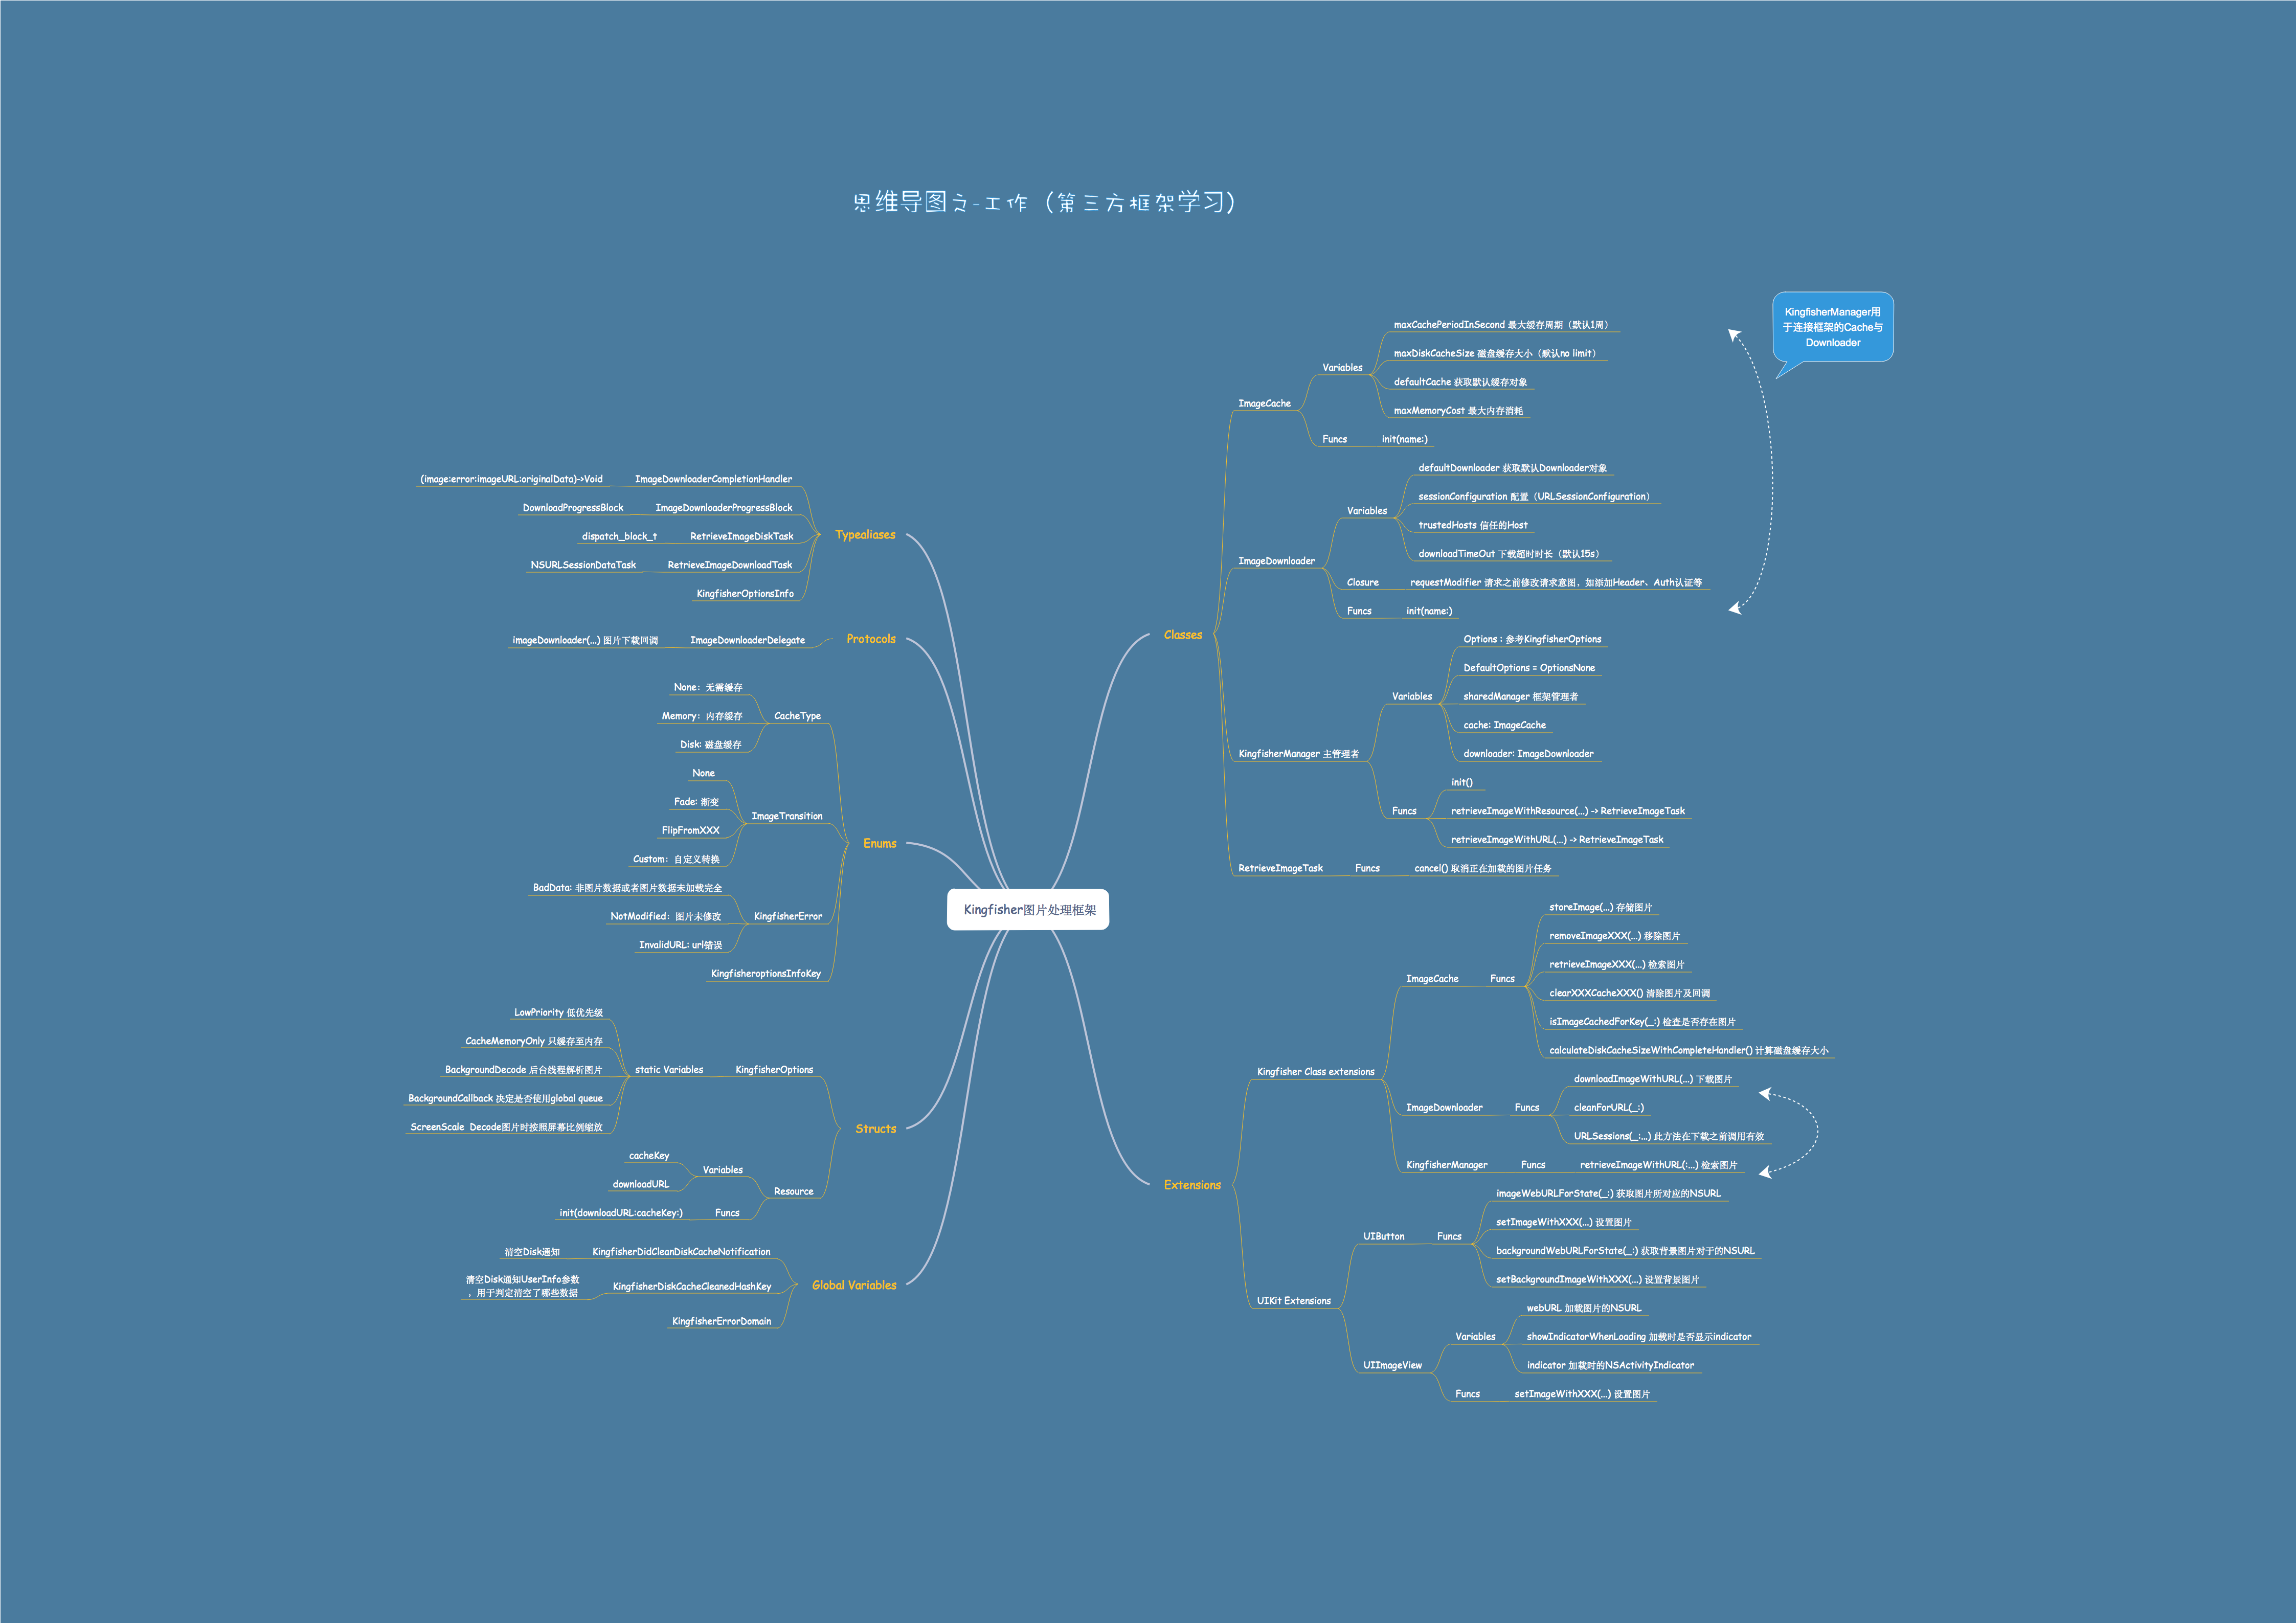 思维导图之-工作（第三方框架学习）
KingfisherManager用
于连接框架的Cache与
Downloader
Kingfisher图片处理框架
Classes
ImageCache
Variables
maxCachePeriodInSecond 最大缓存周期（默认1周）
maxDiskCacheSize 磁盘缓存大小（默认no limit）
defaultCache 获取默认缓存对象
maxMemoryCost 最大内存消耗
Funcs
init(name:)
ImageDownloader
Variables
defaultDownloader 获取默认Downloader对象
sessionConfiguration 配置（URLSessionConfiguration）
trustedHosts 信任的Host
downloadTimeOut 下载超时时长（默认15s）
Closure
requestModifier 请求之前修改请求意图，如添加Header、Auth认证等
Funcs
init(name:)
KingfisherManager 主管理者
Variables
Options : 参考KingfisherOptions
DefaultOptions = OptionsNone
sharedManager 框架管理者
cache: ImageCache
downloader: ImageDownloader
Funcs
init()
retrieveImageWithResource(...) -> RetrieveImageTask
retrieveImageWithURL(...) -> RetrieveImageTask
RetrieveImageTask
Funcs
cancel() 取消正在加载的图片任务
Extensions
Kingfisher Class extensions
ImageCache
Funcs
storeImage(...) 存储图片
removeImageXXX(...) 移除图片
retrieveImageXXX(...) 检索图片
clearXXXCacheXXX() 清除图片及回调
isImageCachedForKey(_:) 检查是否存在图片
calculateDiskCacheSizeWithCompleteHandler() 计算磁盘缓存大小
ImageDownloader
Funcs
downloadImageWithURL(...) 下载图片
cleanForURL(_:)
URLSessions(_:...) 此方法在下载之前调用有效
KingfisherManager
Funcs
retrieveImageWithURL(:...) 检索图片
UIKit Extensions
UIButton
Funcs
imageWebURLForState(_:) 获取图片所对应的NSURL
setImageWithXXX(...) 设置图片
backgroundWebURLForState(_:) 获取背景图片对于的NSURL
setBackgroundImageWithXXX(...) 设置背景图片
UIImageView
Variables
webURL 加载图片的NSURL
showIndicatorWhenLoading 加载时是否显示indicator
indicator 加载时的NSActivityIndicator
Funcs
setImageWithXXX(...) 设置图片
Typealiases
ImageDownloaderCompletionHandler
(image:error:imageURL:originalData)->Void
ImageDownloaderProgressBlock
DownloadProgressBlock
RetrieveImageDiskTask
dispatch_block_t
RetrieveImageDownloadTask
NSURLSessionDataTask
KingfisherOptionsInfo
Protocols
ImageDownloaderDelegate
imageDownloader(...) 图片下载回调
Enums
CacheType
None：无需缓存
Memory：内存缓存
Disk: 磁盘缓存
ImageTransition
None
Fade: 渐变
FlipFromXXX
Custom：自定义转换
KingfisherError
BadData: 非图片数据或者图片数据未加载完全
NotModified：图片未修改
InvalidURL: url错误
KingfisheroptionsInfoKey
Structs
KingfisherOptions
static Variables
LowPriority 低优先级
CacheMemoryOnly 只缓存至内存
BackgroundDecode 后台线程解析图片
BackgroundCallback 决定是否使用global queue
ScreenScale Decode图片时按照屏幕比例缩放
Resource
Variables
cacheKey
downloadURL
Funcs
init(downloadURL:cacheKey:)
Global Variables
KingfisherDidCleanDiskCacheNotification
清空Disk通知
KingfisherDiskCacheCleanedHashKey
清空Disk通知UserInfo参数
，用于判定清空了哪些数据
KingfisherErrorDomain